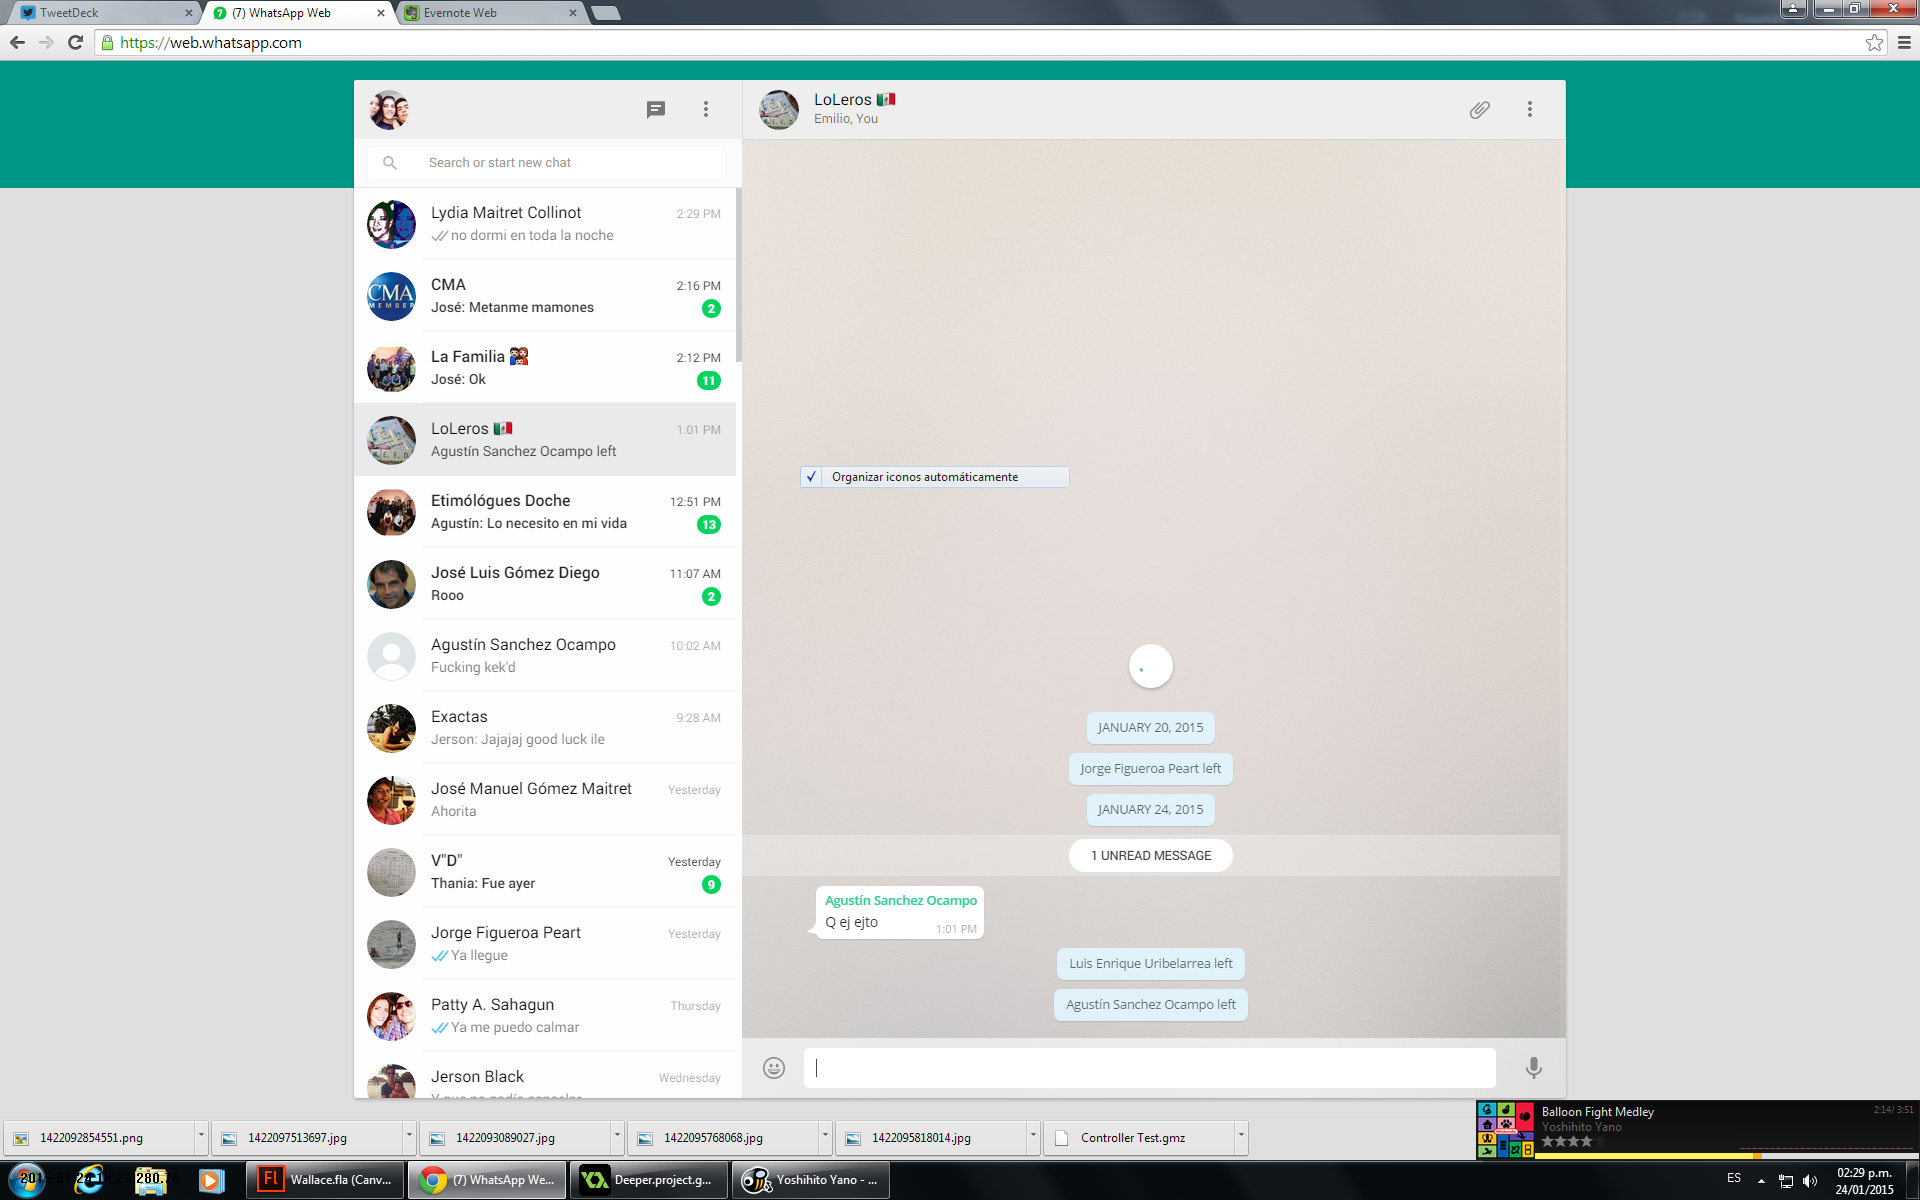 TweetDeck
(7) WhatsApp Web
Evernote Web
https://web.whatsapp.com
Search or start new chat
Lydia Maitret Collinot
2:29 PM
no dormi en toda la noche
CMA
2:16 PM
José: Metanme mamones
2
La Familia
2:12 PM
José: Ok
11
LoLeros
1:01 PM
Agustín Sanchez Ocampo left
Etimólógues Doche
12:51 PM
Agustín: Lo necesito en mi vida
13
José Luis Gómez Diego
11:07 AM
Rooo
2
Agustín Sanchez Ocampo
10:02 AM
Fucking kek'd
Exactas
9:28 AM
Jerson: Jajajaj good luck ile
José Manuel Gómez Maitret
Yesterday
Ahorita
V"D"
Yesterday
Thania: Fue ayer
9
Jorge Figueroa Peart
Yesterday
Ya llegue
Patty A. Sahagun
Thursday
Ya me puedo calmar
Jerson Black
Wednesday
LoLeros
Emilio, You
Organizar iconos automáticamente
JANUARY 20, 2015
Jorge Figueroa Peart left
JANUARY 24, 2015
1 UNREAD MESSAGE
Agustín Sanchez Ocampo
Q ej ejto
1:01 PM
Luis Enrique Uribelarrea left
Agustín Sanchez Ocampo left
1422092854551.png
1422097513697.jpg
1422093089027.jpg
1422095768068.jpg
1422095818014.jpg
Controller Test.gmz
Balloon Fight Medley
2:14/ 3:51
Yoshihito Yano
Wallace.fla (Canv...
(7) WhatsApp We...
Deeper.project.g...
Yoshihito Yano - ...
ES
02:29 p.m.
24/01/2015